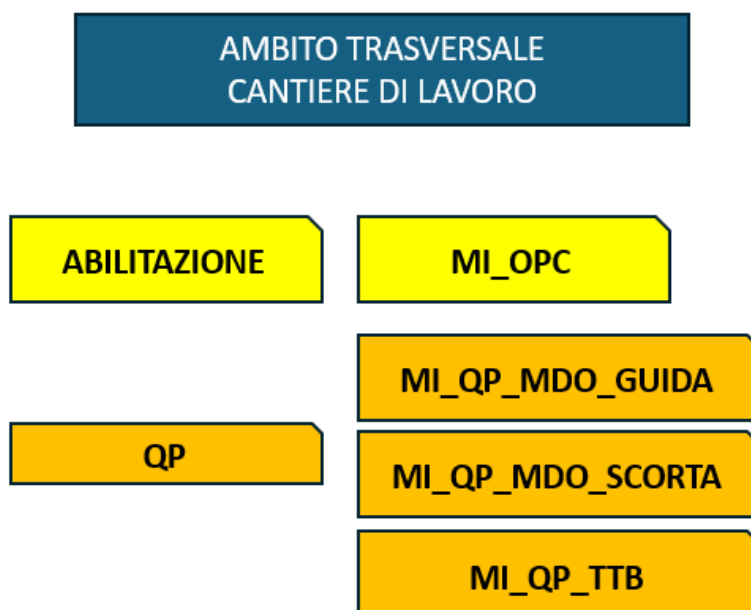 AMBITO TRASVERSALE
CANTIERE DI LAVORO
ABILITAZIONE
MI_OPC
MI_QP_MDO_GUIDA
QP
MI_QP_MDO_SCORTA
MI_QP_TTB